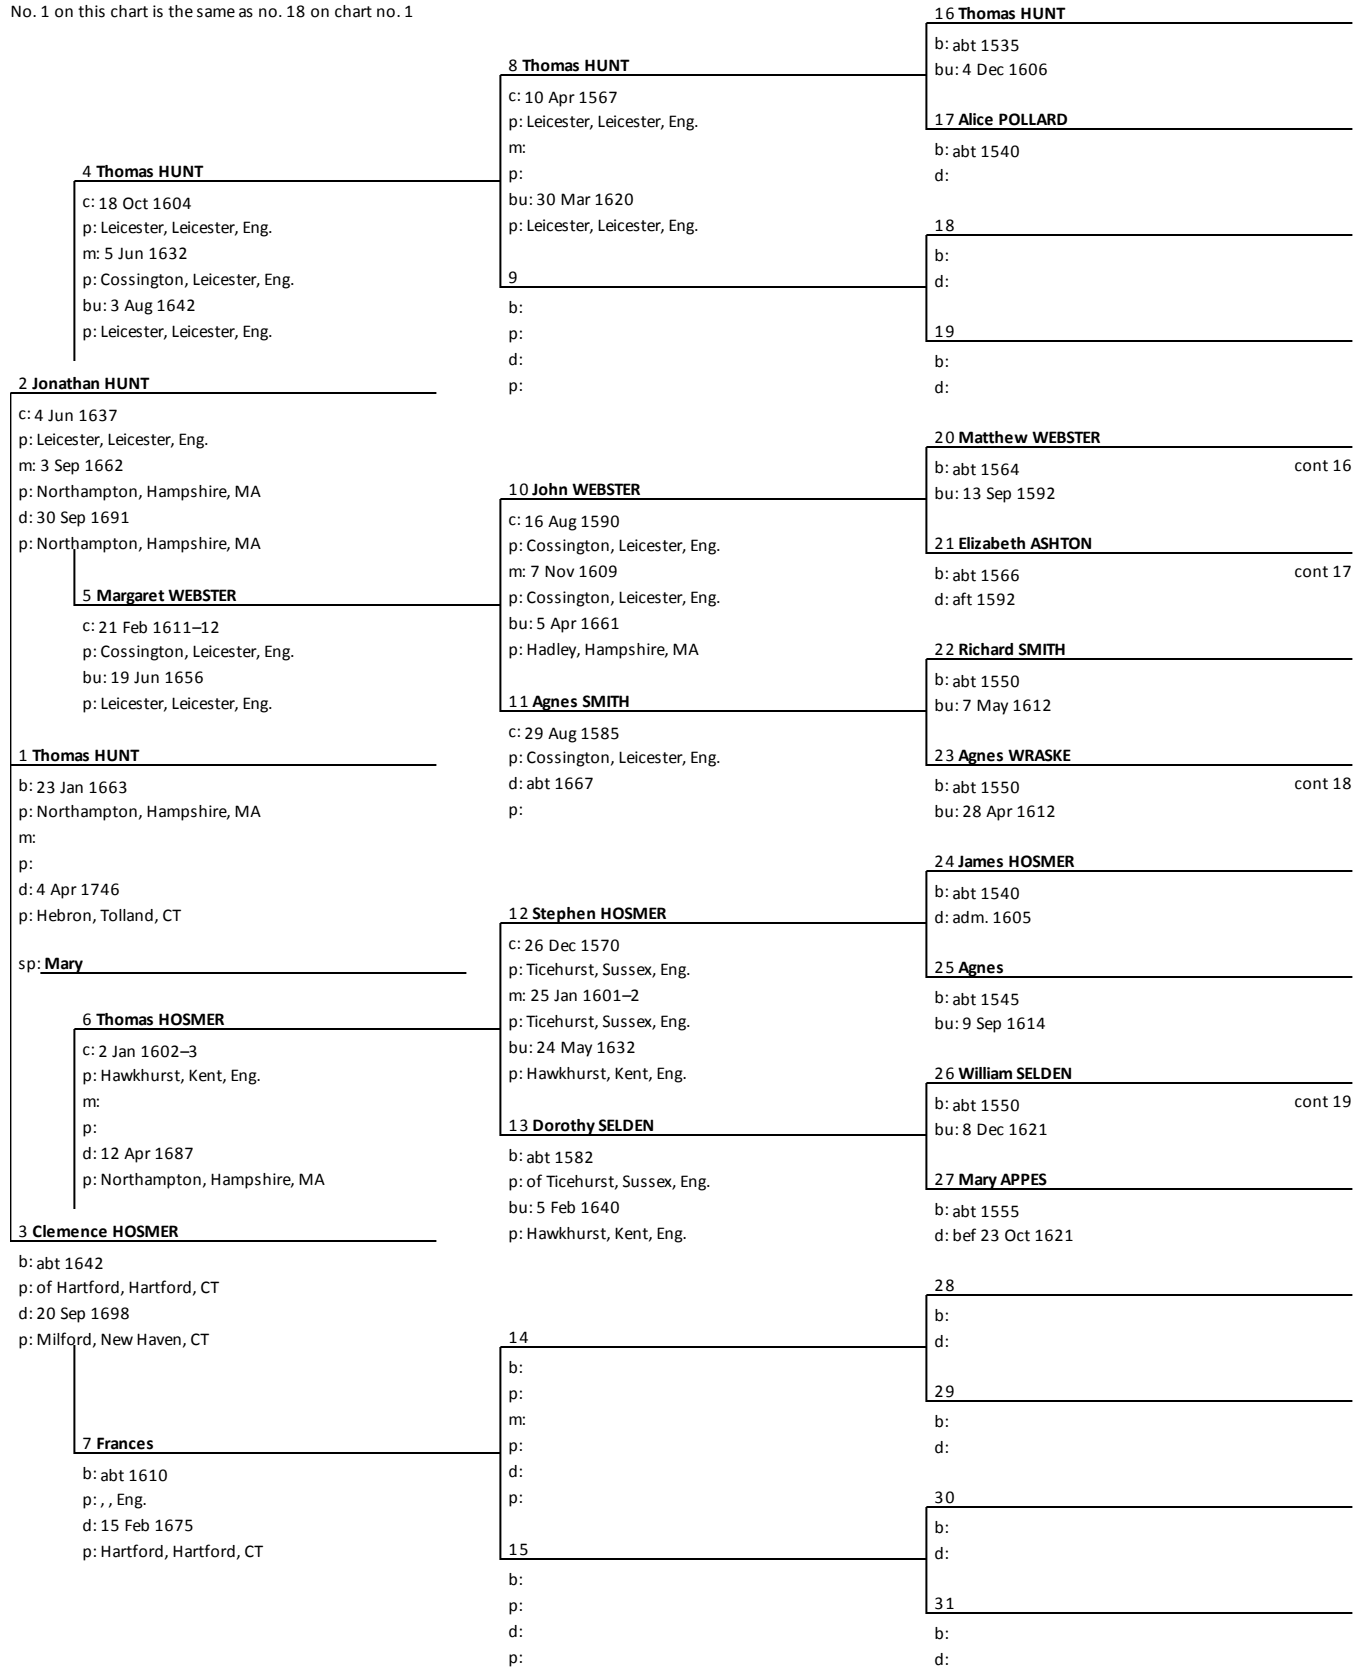 No. 1 on this chart is the same as no. 18 on chart no. 1
16 Thomas HUNT
b: abt 1535
bu: 4 Dec 1606
8 Thomas HUNT
c: 10 Apr 1567
p: Leicester, Leicester, Eng.
m:
p:
bu: 30 Mar 1620
p: Leicester, Leicester, Eng.
17 Alice POLLARD
b: abt 1540
d:
4 Thomas HUNT
c: 18 Oct 1604
p: Leicester, Leicester, Eng.
m: 5 Jun 1632
p: Cossington, Leicester, Eng.
bu: 3 Aug 1642
p: Leicester, Leicester, Eng.
18
b:
d:
9
b:
p:
d:
p:
19
b:
d:
2 Jonathan HUNT
c: 4 Jun 1637
p: Leicester, Leicester, Eng.
m: 3 Sep 1662
p: Northampton, Hampshire, MA
d: 30 Sep 1691
p: Northampton, Hampshire, MA
20 Matthew WEBSTER
b: abt 1564 cont 16
bu: 13 Sep 1592
10 John WEBSTER
c: 16 Aug 1590
p: Cossington, Leicester, Eng.
m: 7 Nov 1609
p: Cossington, Leicester, Eng.
bu: 5 Apr 1661
p: Hadley, Hampshire, MA
21 Elizabeth ASHTON
b: abt 1566 cont 17
d: aft 1592
5 Margaret WEBSTER
c: 21 Feb 1611–12
p: Cossington, Leicester, Eng.
bu: 19 Jun 1656
p: Leicester, Leicester, Eng.
22 Richard SMITH
b: abt 1550
bu: 7 May 1612
11 Agnes SMITH
c: 29 Aug 1585
p: Cossington, Leicester, Eng.
d: abt 1667
p:
23 Agnes WRASKE
b: abt 1550 cont 18
bu: 28 Apr 1612
1 Thomas HUNT
b: 23 Jan 1663
p: Northampton, Hampshire, MA
m:
p:
d: 4 Apr 1746
p: Hebron, Tolland, CT
sp: Mary
24 James HOSMER
b: abt 1540
d: adm. 1605
12 Stephen HOSMER
c: 26 Dec 1570
p: Ticehurst, Sussex, Eng.
m: 25 Jan 1601–2
p: Ticehurst, Sussex, Eng.
bu: 24 May 1632
p: Hawkhurst, Kent, Eng.
25 Agnes
b: abt 1545
bu: 9 Sep 1614
6 Thomas HOSMER
c: 2 Jan 1602–3
p: Hawkhurst, Kent, Eng.
m:
p:
d: 12 Apr 1687
p: Northampton, Hampshire, MA
26 William SELDEN
b: abt 1550 cont 19
bu: 8 Dec 1621
13 Dorothy SELDEN
b: abt 1582
p: of Ticehurst, Sussex, Eng.
bu: 5 Feb 1640
p: Hawkhurst, Kent, Eng.
27 Mary APPES
b: abt 1555
d: bef 23 Oct 1621
3 Clemence HOSMER
b: abt 1642
p: of Hartford, Hartford, CT
d: 20 Sep 1698
p: Milford, New Haven, CT
28
b:
d:
14
b:
p:
m:
p:
d:
p:
29
b:
d:
7 Frances
b: abt 1610
p: , , Eng.
d: 15 Feb 1675
p: Hartford, Hartford, CT
30
b:
d:
15
b:
p:
d:
p:
31
b:
d: